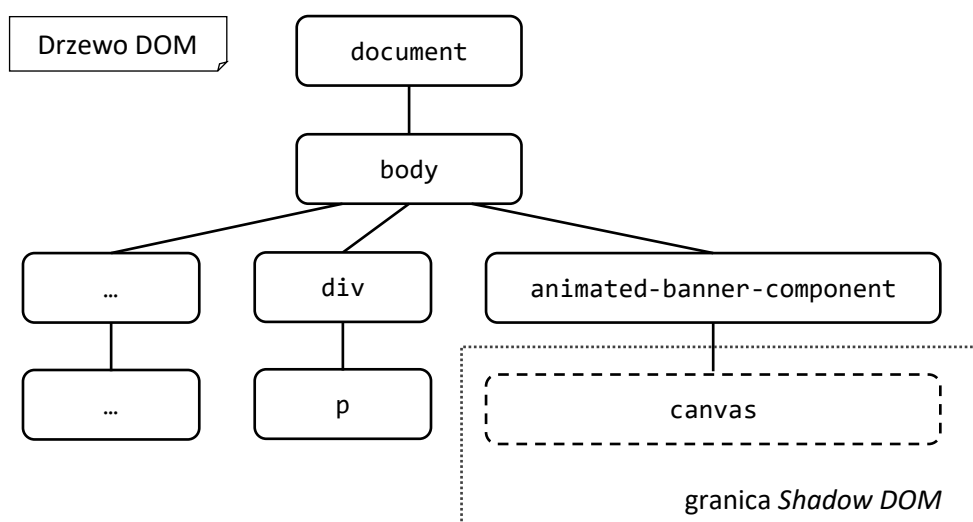 Drzewo DOM
document
body
…
div
animated-banner-component
…
p
canvas
granica Shadow DOM